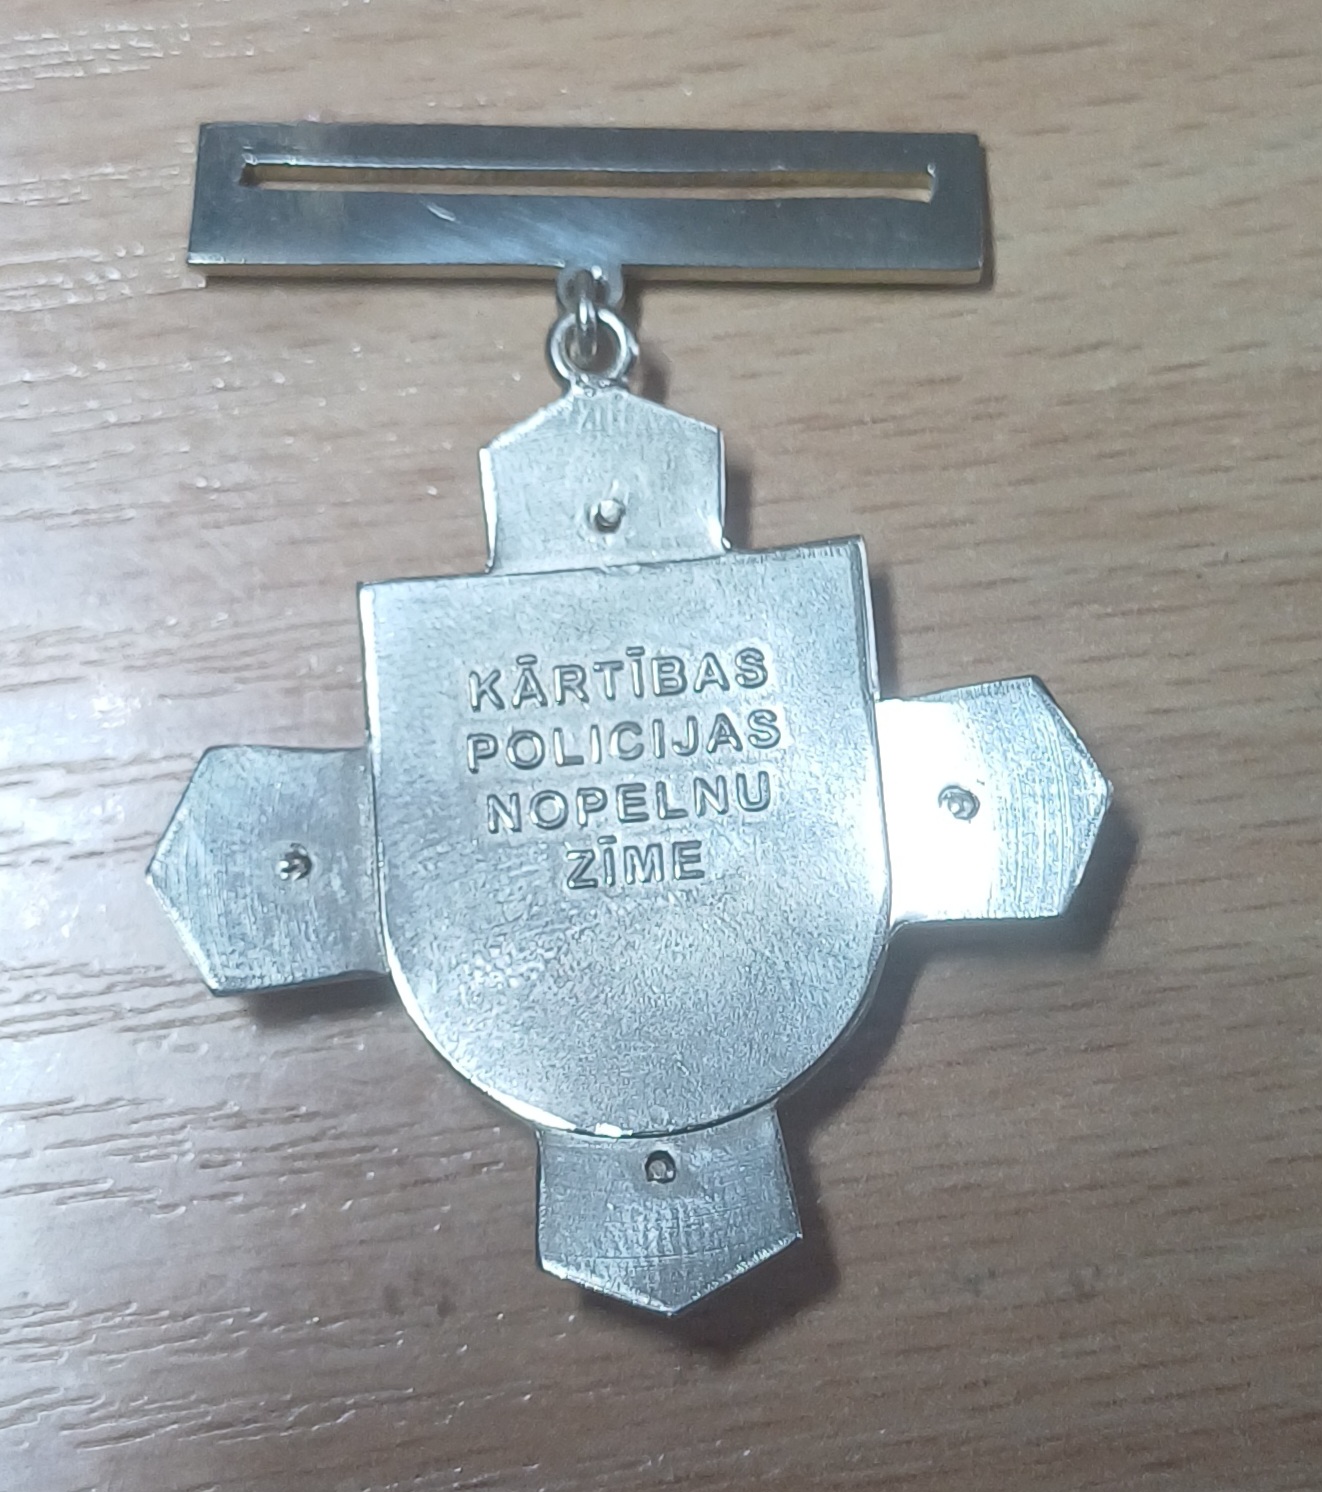 KĀRTĪBAS
POLICIJAS
NOPELNU
ZĪME